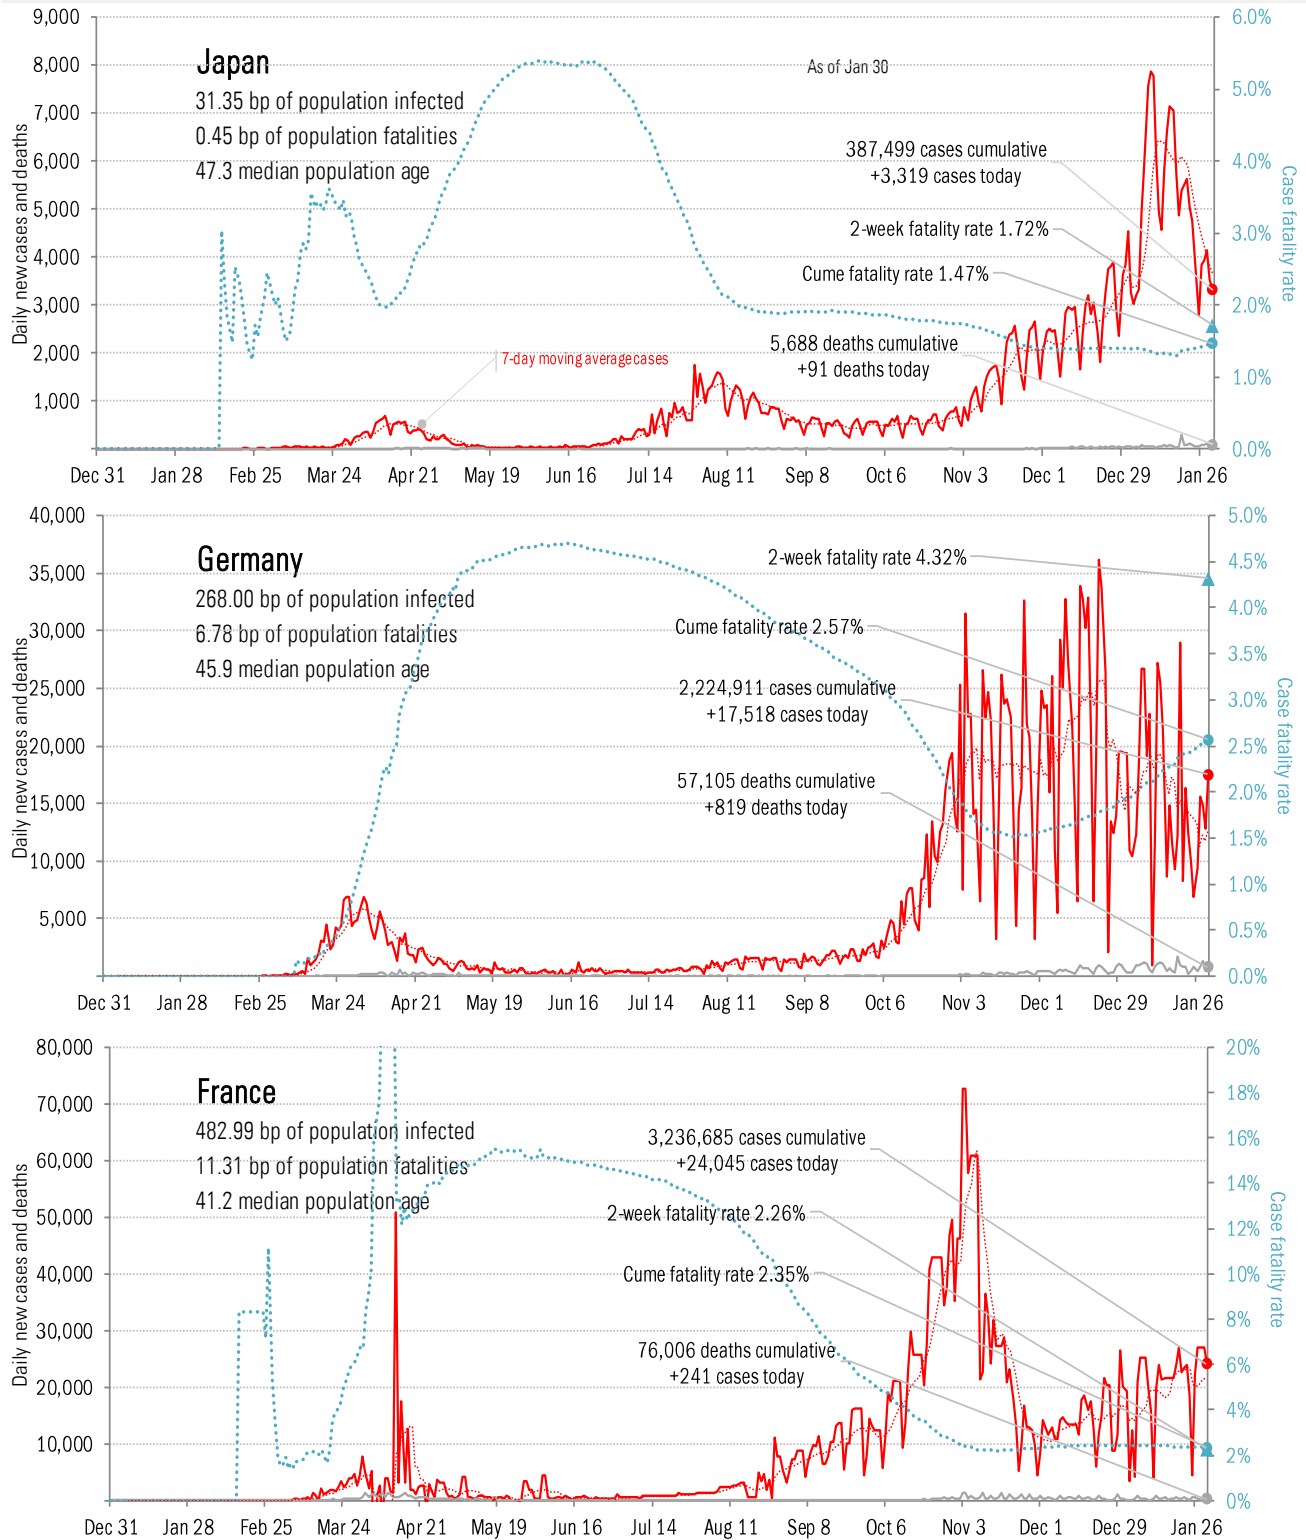 9,000
8,000
7,000
6,000
5,000
4,000
3,000
2,000
1,000
Daily new cases and deaths
Japan
31.35 bp of population infected
0.45 bp of population fatalities
47.3 median population age
As of Jan 30
387,499 cases cumulative
+3,319 cases today
2-week fatality rate 1.72%
Cume fatality rate 1.47%
5,688 deaths cumulative
+91 deaths today
7-day moving average cases
6.0%
5.0%
4.0%
3.0%
2.0%
1.0%
0.0%
Case fatality rate
Dec 31 Jan 28 Feb 25 Mar 24 Apr 21 May 19 Jun 16 Jul 14 Aug 11 Sep 8 Oct 6 Nov 3 Dec 1 Dec 29 Jan 26
40,000
35,000
30,000
25,000
20,000
15,000
10,000
5,000
Daily new cases and deaths
Germany
268.00 bp of population infected
6.78 bp of population fatalities
45.9 median population age
2-week fatality rate 4.32%
Cume fatality rate 2.57%
2,224,911 cases cumulative
+17,518 cases today
57,105 deaths cumulative
+819 deaths today
5.0%
4.5%
4.0%
3.5%
3.0%
2.5%
2.0%
1.5%
1.0%
0.5%
0.0%
Case fatality rate
Dec 31 Jan 28 Feb 25 Mar 24 Apr 21 May 19 Jun 16 Jul 14 Aug 11 Sep 8 Oct 6 Nov 3 Dec 1 Dec 29 Jan 26
80,000
70,000
60,000
50,000
40,000
30,000
20,000
10,000
Daily new cases and deaths
France
482.99 bp of population infected
11.31 bp of population fatalities
41.2 median population age
3,236,685 cases cumulative
+24,045 cases today
2-week fatality rate 2.26%
Cume fatality rate 2.35%
76,006 deaths cumulative
+241 cases today
20%
18%
16%
14%
12%
10%
8%
6%
4%
2%
0%
Case fatality rate
Dec 31 Jan 28 Feb 25 Mar 24 Apr 21 May 19 Jun 16 Jul 14 Aug 11 Sep 8 Oct 6 Nov 3 Dec 1 Dec 29 Jan 26